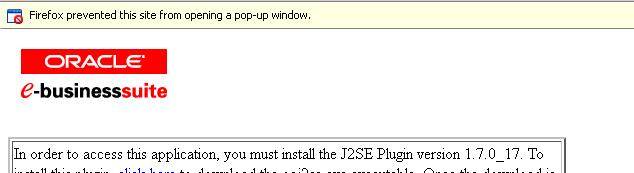 Firefox prevented this site from opening a pop-up window.
ORACLE
e-businesssuite
In order to access this application, you must install the J2SE Plugin version 1.7.0_17. To
install this plugin, click here to download the oaj2se.exe executable. Once the download is